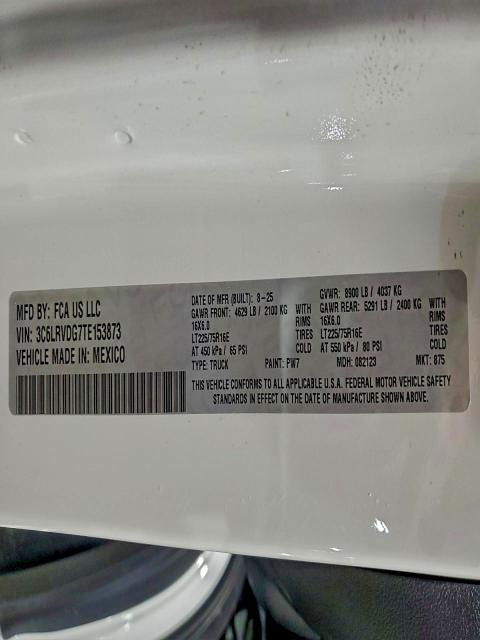 MFD BY: FCA US LLC
VIN: 3C6LRVDG7TE153873
VEHICLE MADE IN: MEXICO
DATE OF MFR (BUILT): 8-25
GAWR FRONT: 4629 LB / 2100 KG WITH
16X6.0 RIMS
LT225/75R16E TIRES
AT 450 kPa / 65 PSI COLD
TYPE: TRUCK PAINT: PW7
GVWR: 8900 LB / 4037 KG
GAWR REAR: 5291 LB / 2400 KG WITH
16X6.0 RIMS
LT225/75R16E TIRES
AT 550 kPa / 80 PSI COLD
MDH: 082123 MKT: 875
THIS VEHICLE CONFORMS TO ALL APPLICABLE U.S.A. FEDERAL MOTOR VEHICLE SAFETY
STANDARDS IN EFFECT ON THE DATE OF MANUFACTURE SHOWN ABOVE.